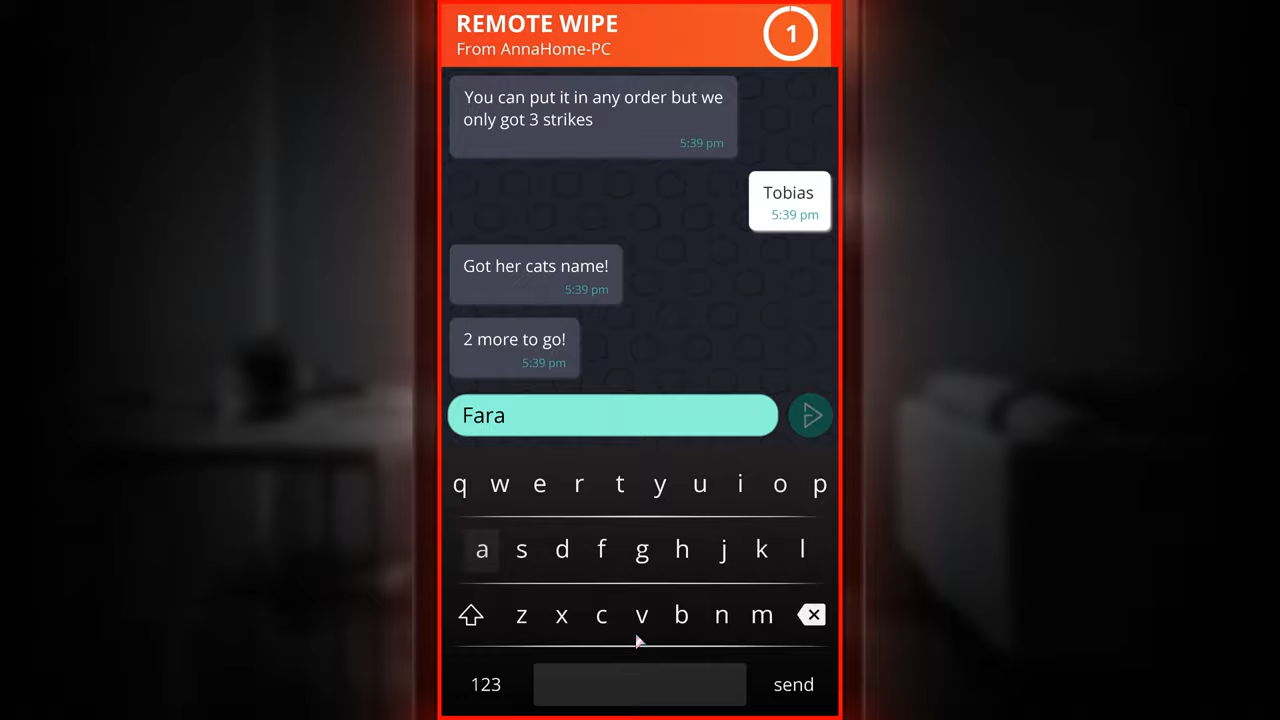 REMOTE WIPE
From AnnaHome-PC
1
You can put it in any order but we
only got 3 strikes
5:39 pm
Tobias
5:39 pm
Got her cats name!
5:39 pm
2 more to go!
5:39 pm
Fara
q w e r t y u i o p
a s d f g h j k l
z x c v b n m
123
send